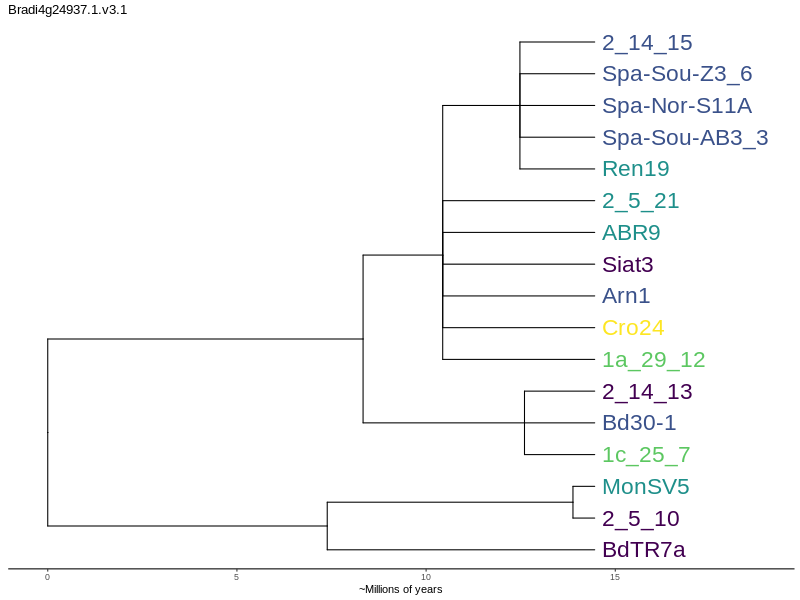 Bradi4g24937.1.v3.1
2_14_15
Spa-Sou-Z3_6
Spa-Nor-S11A
Spa-Sou-AB3_3
Ren19
2_5_21
ABR9
Siat3
Arn1
Cro24
1a_29_12
2_14_13
Bd30-1
1c_25_7
MonSV5
2_5_10
BdTR7a
0 5 10 15
~Millions of years